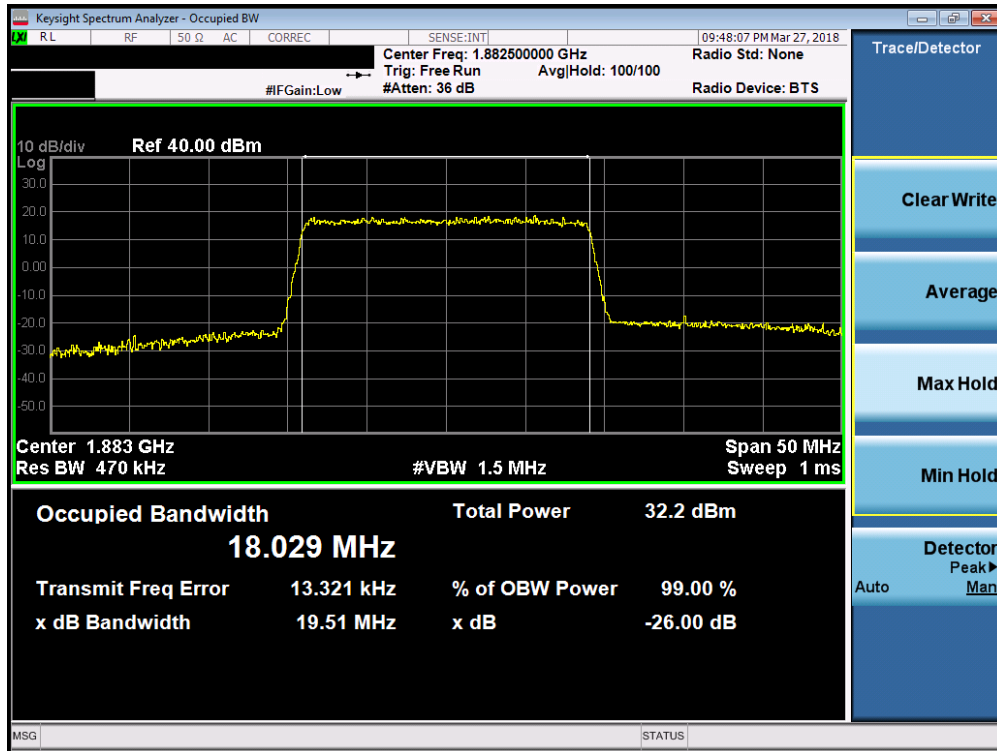 Keysight Spectrum Analyzer - Occupied BW
LXI RL RF 50 Ω AC CORREC SENSE:INT 09:48:07 PM Mar 27, 2018
Center Freq: 1.882500000 GHz Radio Std: None
Trig: Free Run Avg|Hold: 100/100
#IFGain:Low #Atten: 36 dB Radio Device: BTS
10 dB/div Ref 40.00 dBm
Log
30.0
20.0
10.0
0.00
-10.0
-20.0
-30.0
-40.0
-50.0
Center 1.883 GHz Span 50 MHz
Res BW 470 kHz #VBW 1.5 MHz Sweep 1 ms
Occupied Bandwidth Total Power 32.2 dBm
18.029 MHz
Transmit Freq Error 13.321 kHz % of OBW Power 99.00 %
x dB Bandwidth 19.51 MHz x dB -26.00 dB
MSG STATUS
Trace/Detector
Clear Write
Average
Max Hold
Min Hold
Detector
Peak▶
Auto Man